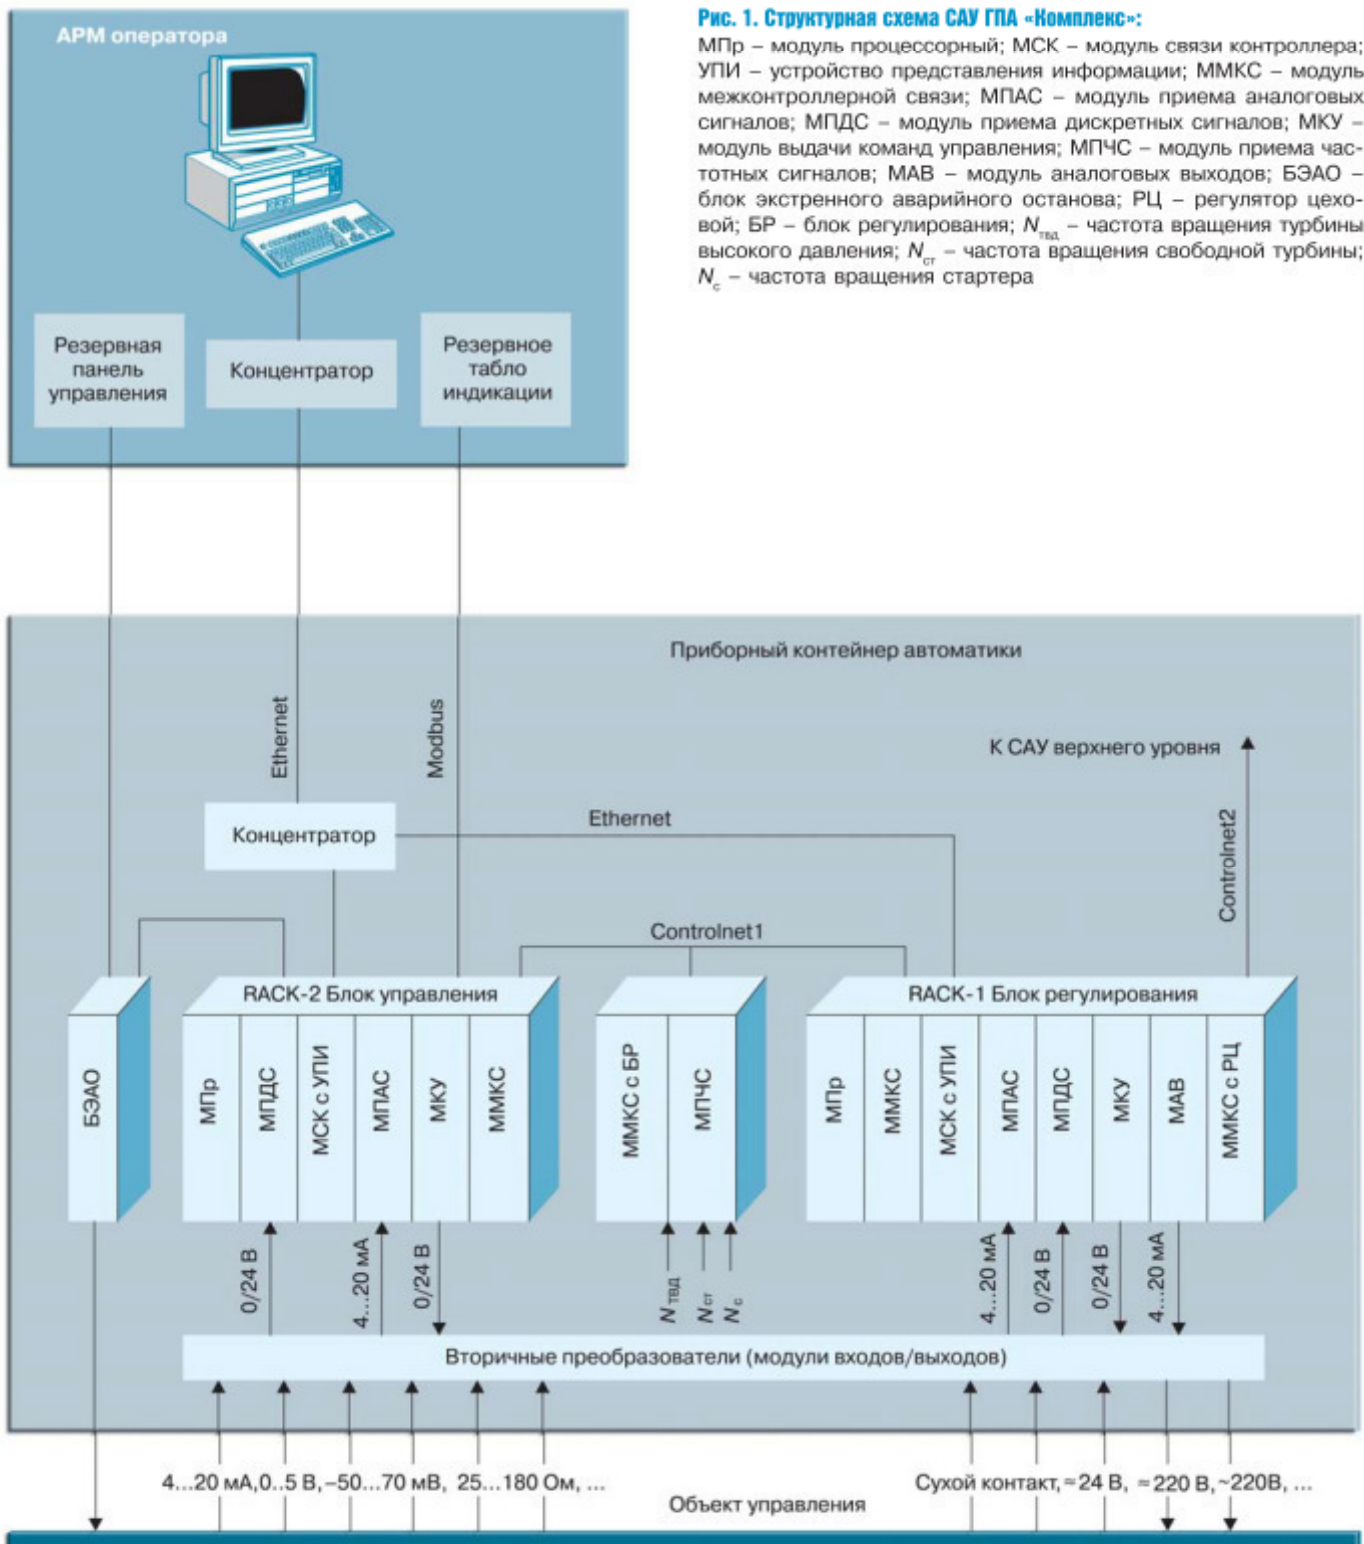 АРМ оператора
Рис. 1. Структурная схема САУ ГПА «Комплекс»:
МПр – модуль процессорный; МСК – модуль связи контроллера;
УПИ – устройство представления информации; ММКС – модуль
межконтроллерной связи; МПАС – модуль приема аналоговых
сигналов; МПДС – модуль приема дискретных сигналов; МКУ –
модуль выдачи команд управления; МПЧС – модуль приема час-
тотных сигналов; МАВ – модуль аналоговых выходов; БЭАО –
блок экстренного аварийного останова; РЦ – регулятор цехо-
вой; БР – блок регулирования; Nтвд – частота вращения турбины
высокого давления; Nст – частота вращения свободной турбины;
Nс – частота вращения стартера
Резервная
панель
управления
Концентратор
Резервное
табло
индикации
Приборный контейнер автоматики
Ethernet
Modbus
К САУ верхнего уровня
Controlnet2
Концентратор
Ethernet
Controlnet1
БЭАО
RACK-2 Блок управления
МПр
МПДС
МСК с УПИ
МПАС
МКУ
ММКС
ММКС с БР
МПЧС
RACK-1 Блок регулирования
МПр
ММКС
МСК с УПИ
МПАС
МПДС
МКУ
МАВ
ММКС с РЦ
0/24 В
4...20 мА
0/24 В
Nтвд
Nст
Nс
4...20 мА
0/24 В
0/24 В
4...20 мА
Вторичные преобразователи (модули входов/выходов)
4...20 мА,0..5 В,–50...70 мВ, 25...180 Ом, ...
Сухой контакт,≈24 В, ≈220 В,~220В, ...
Объект управления